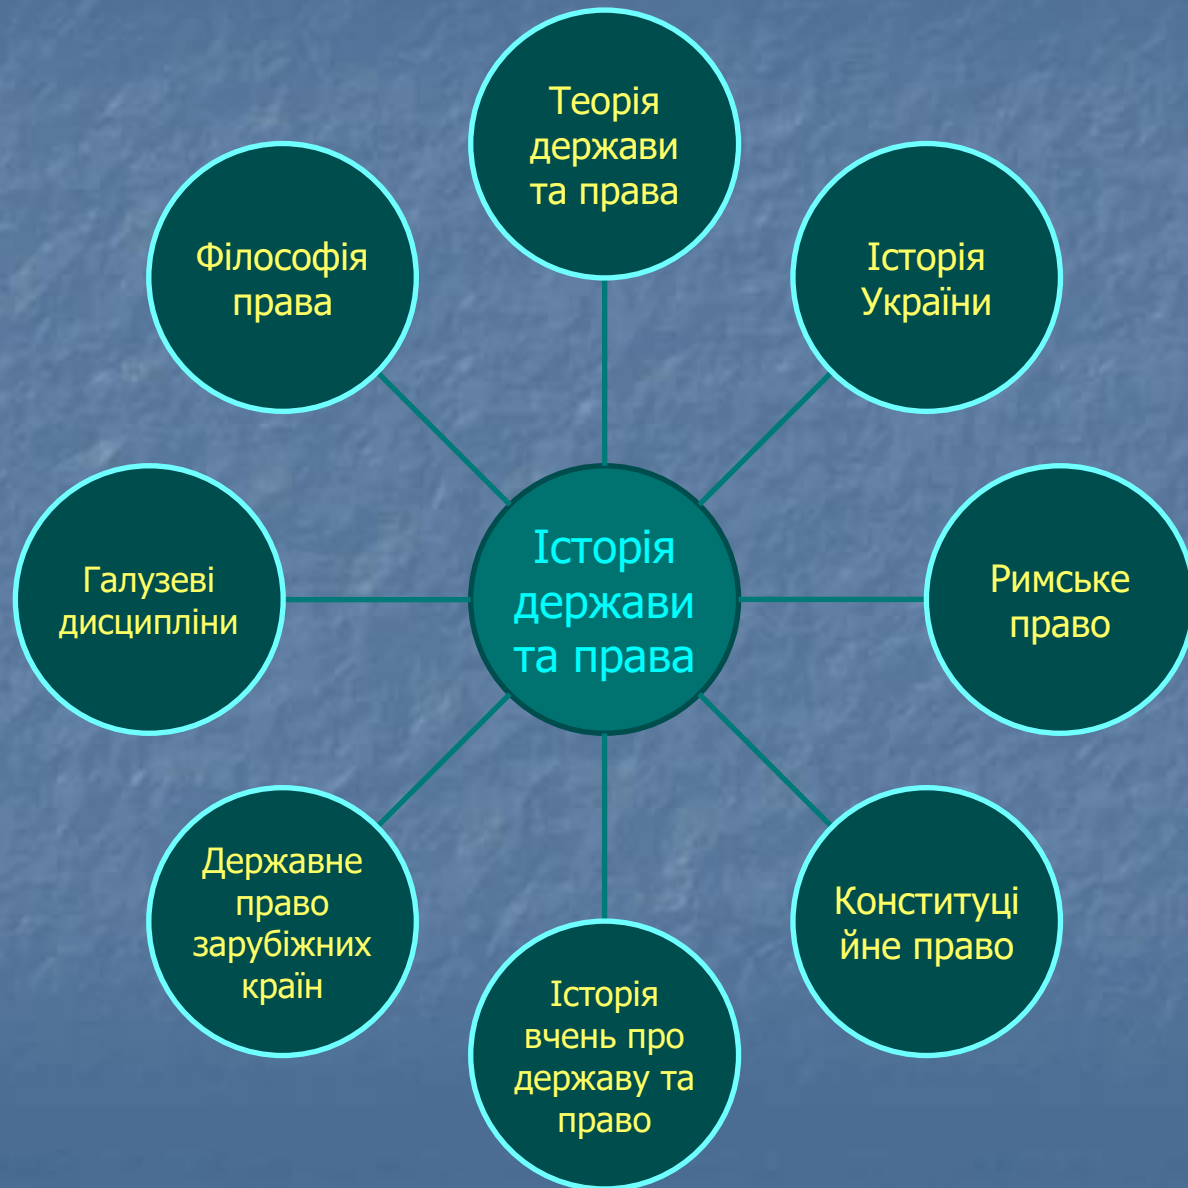 Теорія
держави
та права
Історія
України
Римське
право
Конституці
йне право
Історія
вчень про
державу та
право
Державне
право
зарубіжних
країн
Галузеві
дисципліни
Філософія
права
Історія
держави
та права